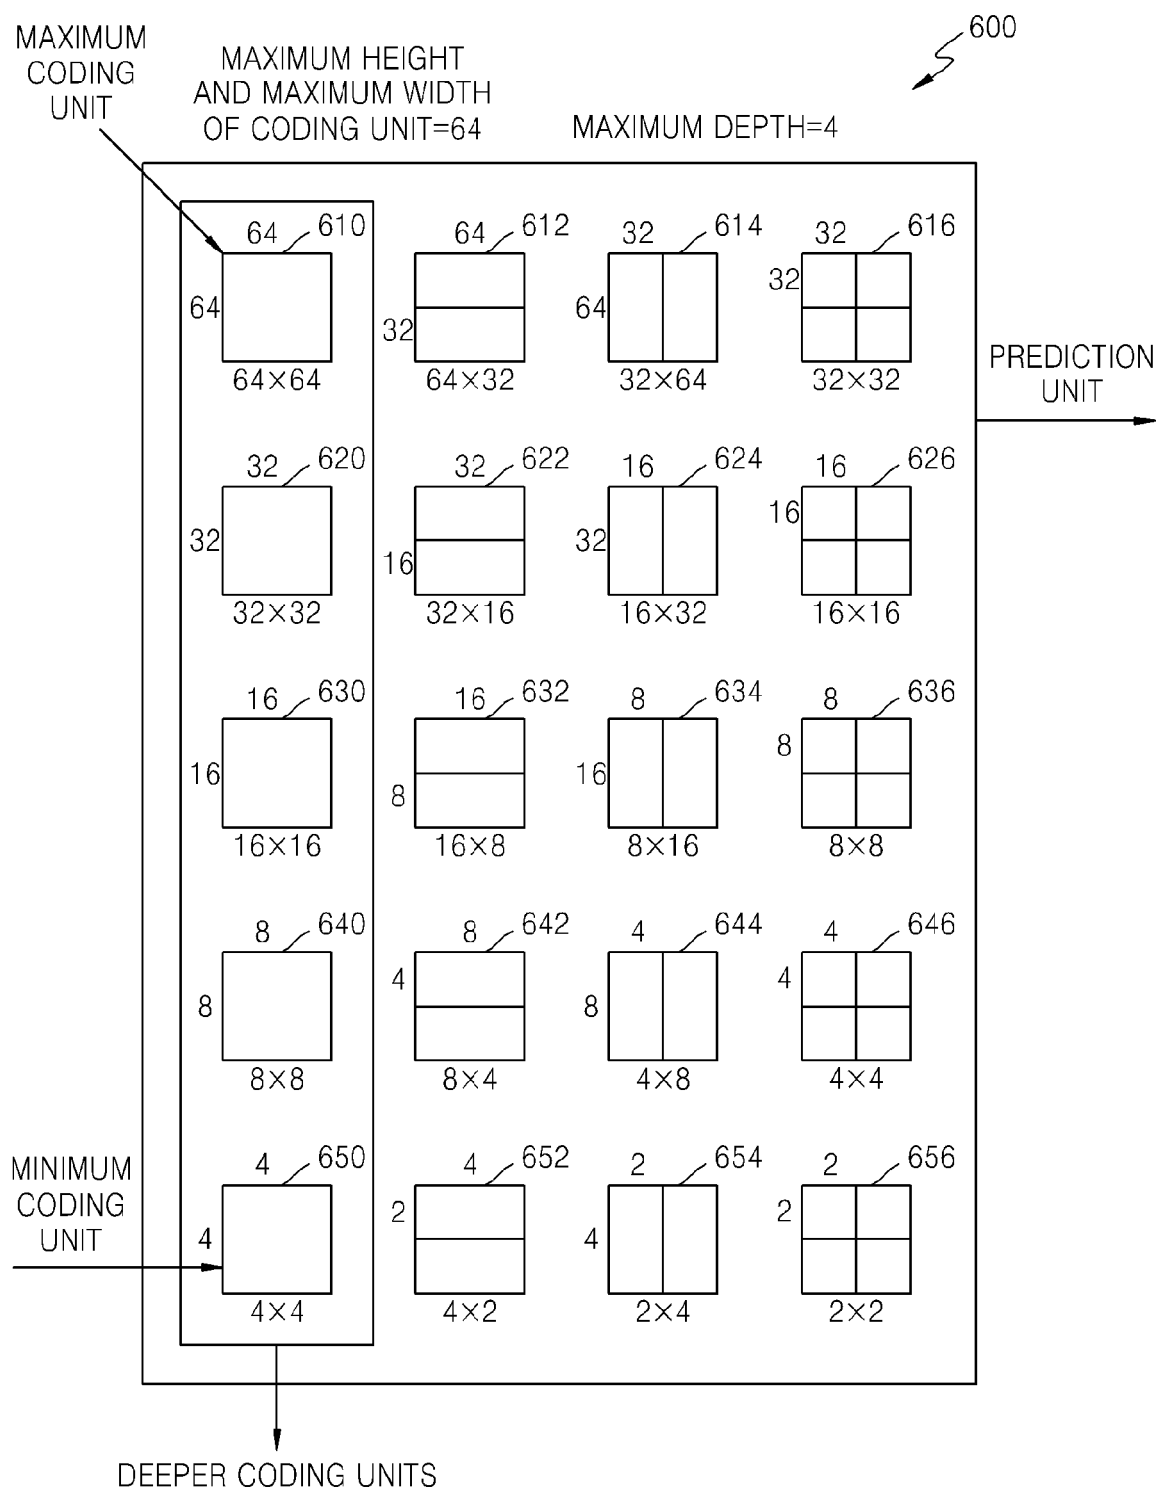 600
MAXIMUM
CODING
UNIT
MAXIMUM HEIGHT
AND MAXIMUM WIDTH
OF CODING UNIT=64
MAXIMUM DEPTH=4
64 610 64 612 32 614 32 616
64 32 64 32
64×64 64×32 32×64 32×32
PREDICTION
UNIT
32 620 32 622 16 624 16 626
32 16 32 16
32×32 32×16 16×32 16×16
16 630 16 632 8 634 8 636
16 8 16 8
16×16 16×8 8×16 8×8
8 640 8 642 4 644 4 646
8 4 8 4
8×8 8×4 4×8 4×4
MINIMUM
CODING
UNIT
4 650 4 652 2 654 2 656
4 2 4 2
4×4 4×2 2×4 2×2
DEEPER CODING UNITS